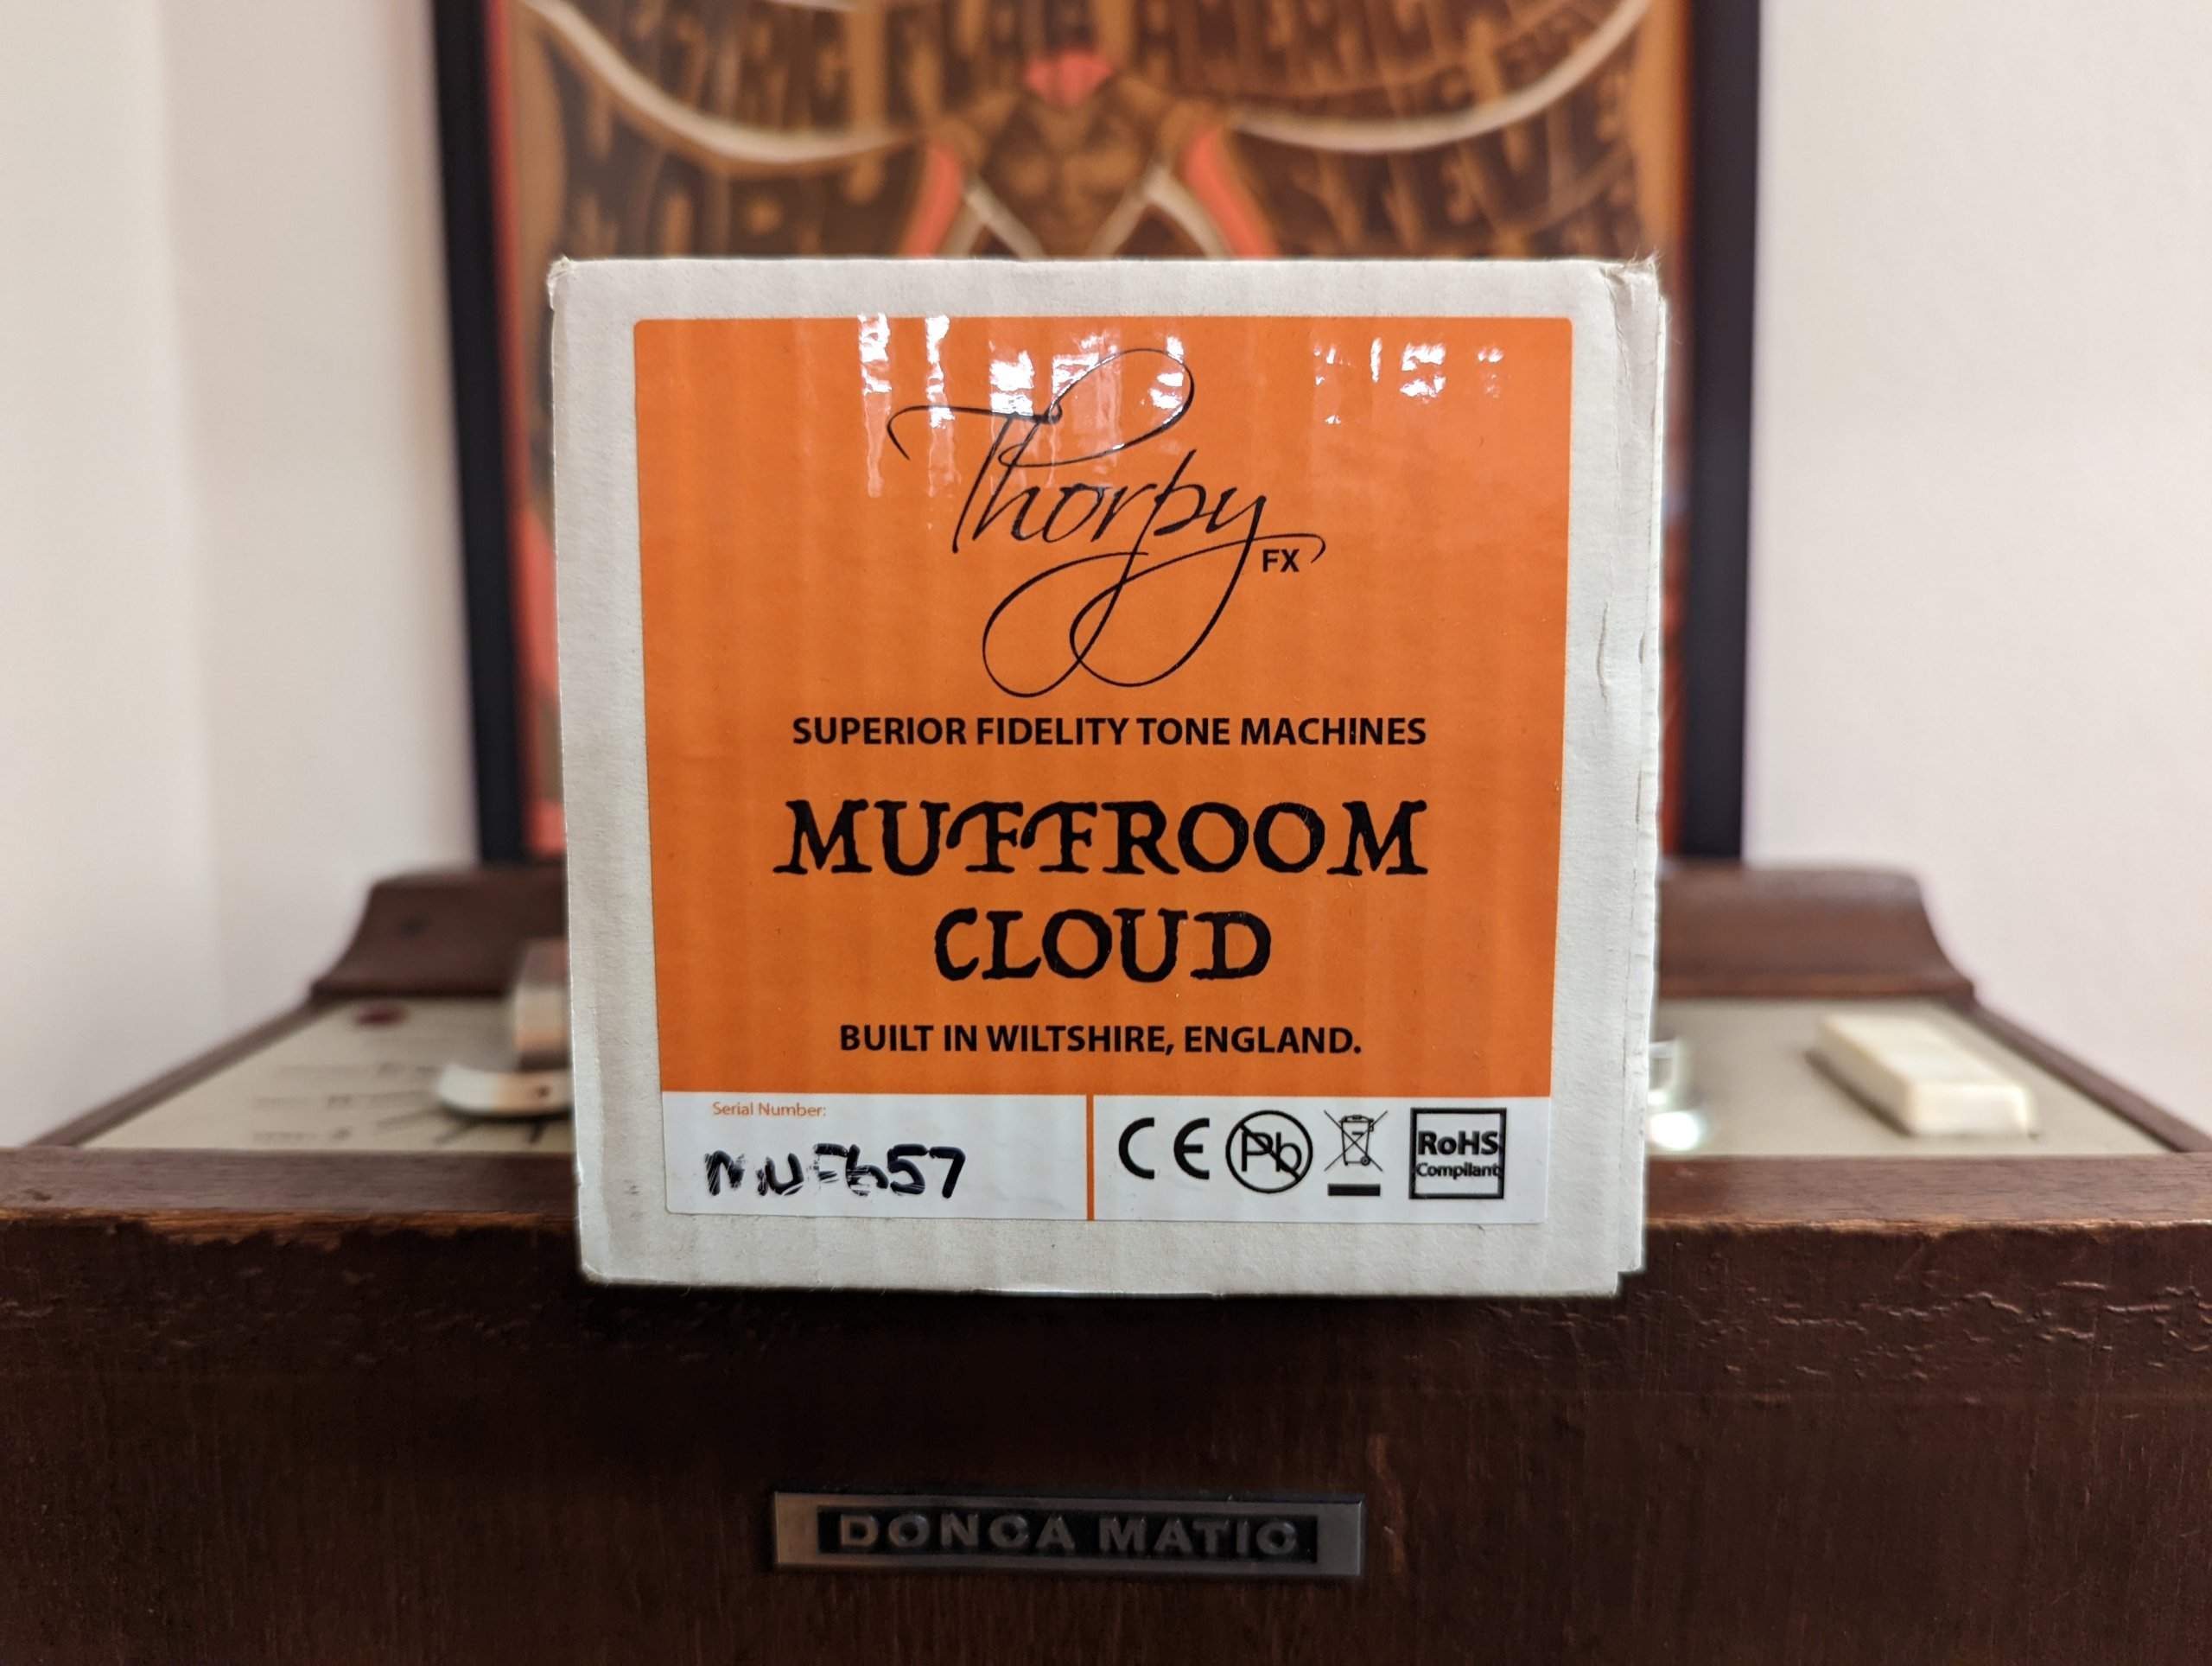 Thorpy FX
SUPERIOR FIDELITY TONE MACHINES
MUFFROOM
CLOUD
BUILT IN WILTSHIRE, ENGLAND.
Serial Number:
MUF657
CE Pb RoHS
Compliant
DONCA MATIC